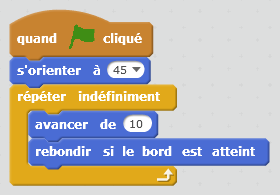 quand cliqué
s'orienter à 45
répéter indéfiniment
avancer de 10
rebondir si le bord est atteint